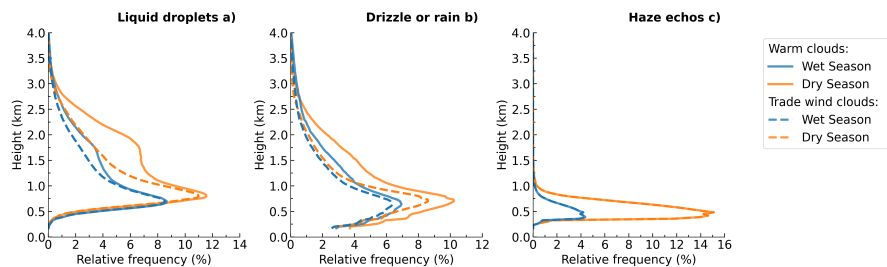 Liquid droplets a)
Height (km)
4.0
3.5
3.0
2.5
2.0
1.5
1.0
0.5
0.0
0 2 4 6 8 10 12 14
Relative frequency (%)
Drizzle or rain b)
Height (km)
4.0
3.5
3.0
2.5
2.0
1.5
1.0
0.5
0.0
0 2 4 6 8 10 12
Relative frequency (%)
Haze echos c)
Height (km)
4.0
3.5
3.0
2.5
2.0
1.5
1.0
0.5
0.0
0 2 4 6 8 10 12 14 16
Relative frequency (%)
Warm clouds:
Wet Season
Dry Season
Trade wind clouds:
Wet Season
Dry Season